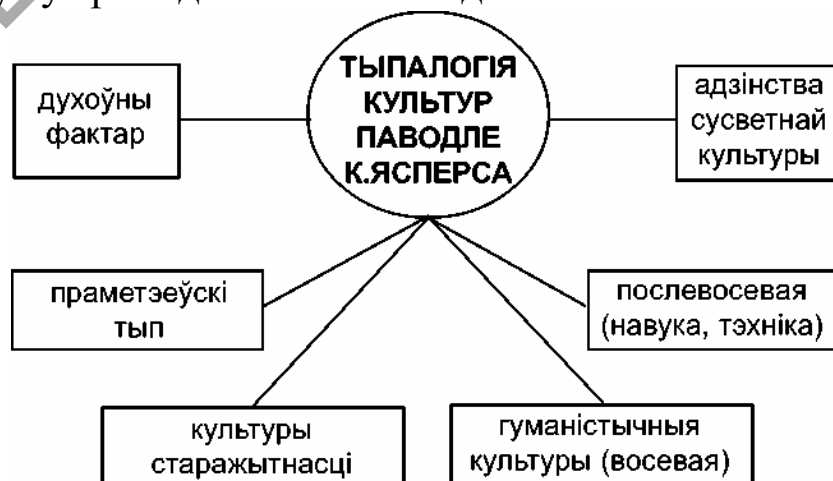 ТЫПАЛОГІЯ
КУЛЬТУР
ПАВОДЛЕ
К.ЯСПЕРСА
духоўны
фактар
адзінства
сусветнай
культуры
праметэеўскі
тып
послевосевая
(навука, тэхніка)
культуры
старажытнасці
гуманістычныя
культуры (восевая)